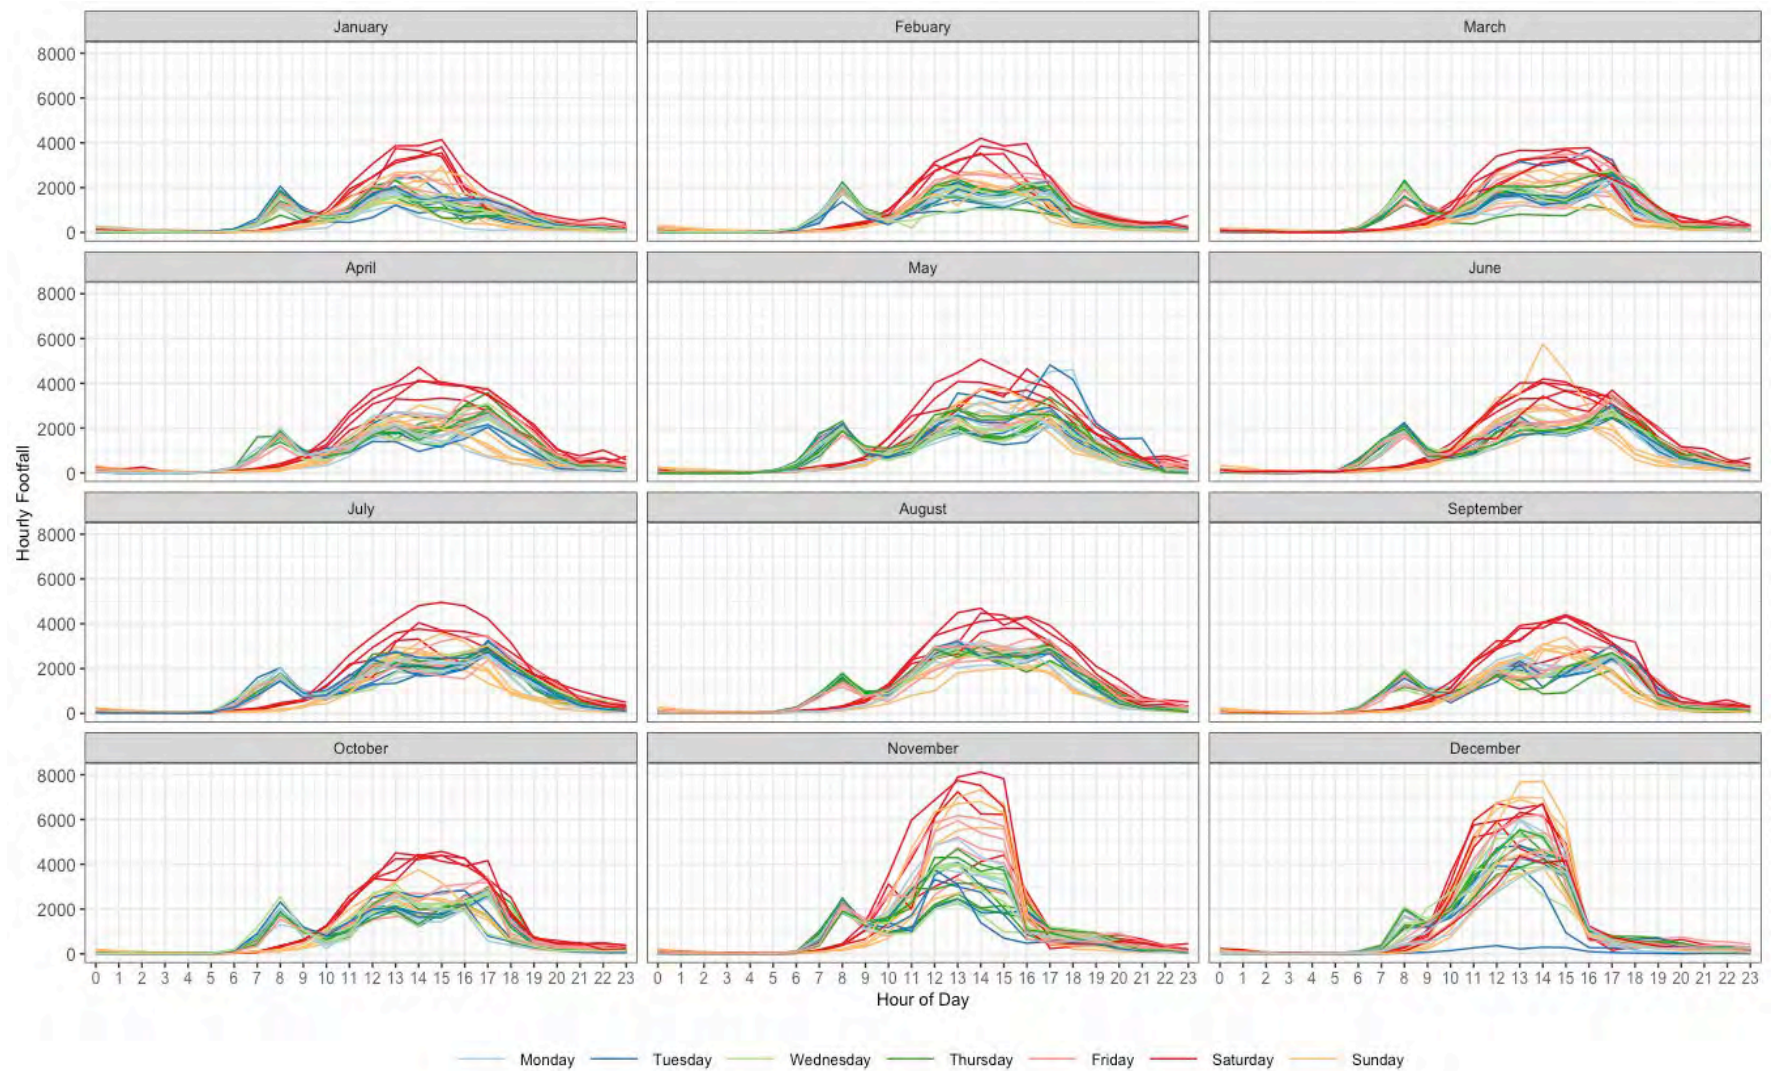 January Febuary March
8000
6000
4000
2000
0
April May June
8000
6000
4000
2000
0
Hourly Footfall
July August September
8000
6000
4000
2000
0
October November December
8000
6000
4000
2000
0
0 1 2 3 4 5 6 7 8 9 10 11 12 13 14 15 16 17 18 19 20 21 22 23 0 1 2 3 4 5 6 7 8 9 10 11 12 13 14 15 16 17 18 19 20 21 22 23 0 1 2 3 4 5 6 7 8 9 10 11 12 13 14 15 16 17 18 19 20 21 22 23
Hour of Day
Monday Tuesday Wednesday Thursday Friday Saturday Sunday